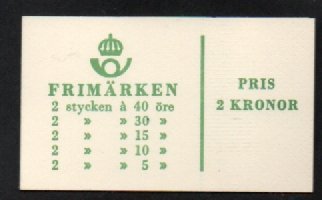 FRIMÄRKEN
2 stycken à 40 öre
2 » » 30 »
2 » » 15 »
2 » » 10 »
2 » » 5 »
PRIS
2 KRONOR